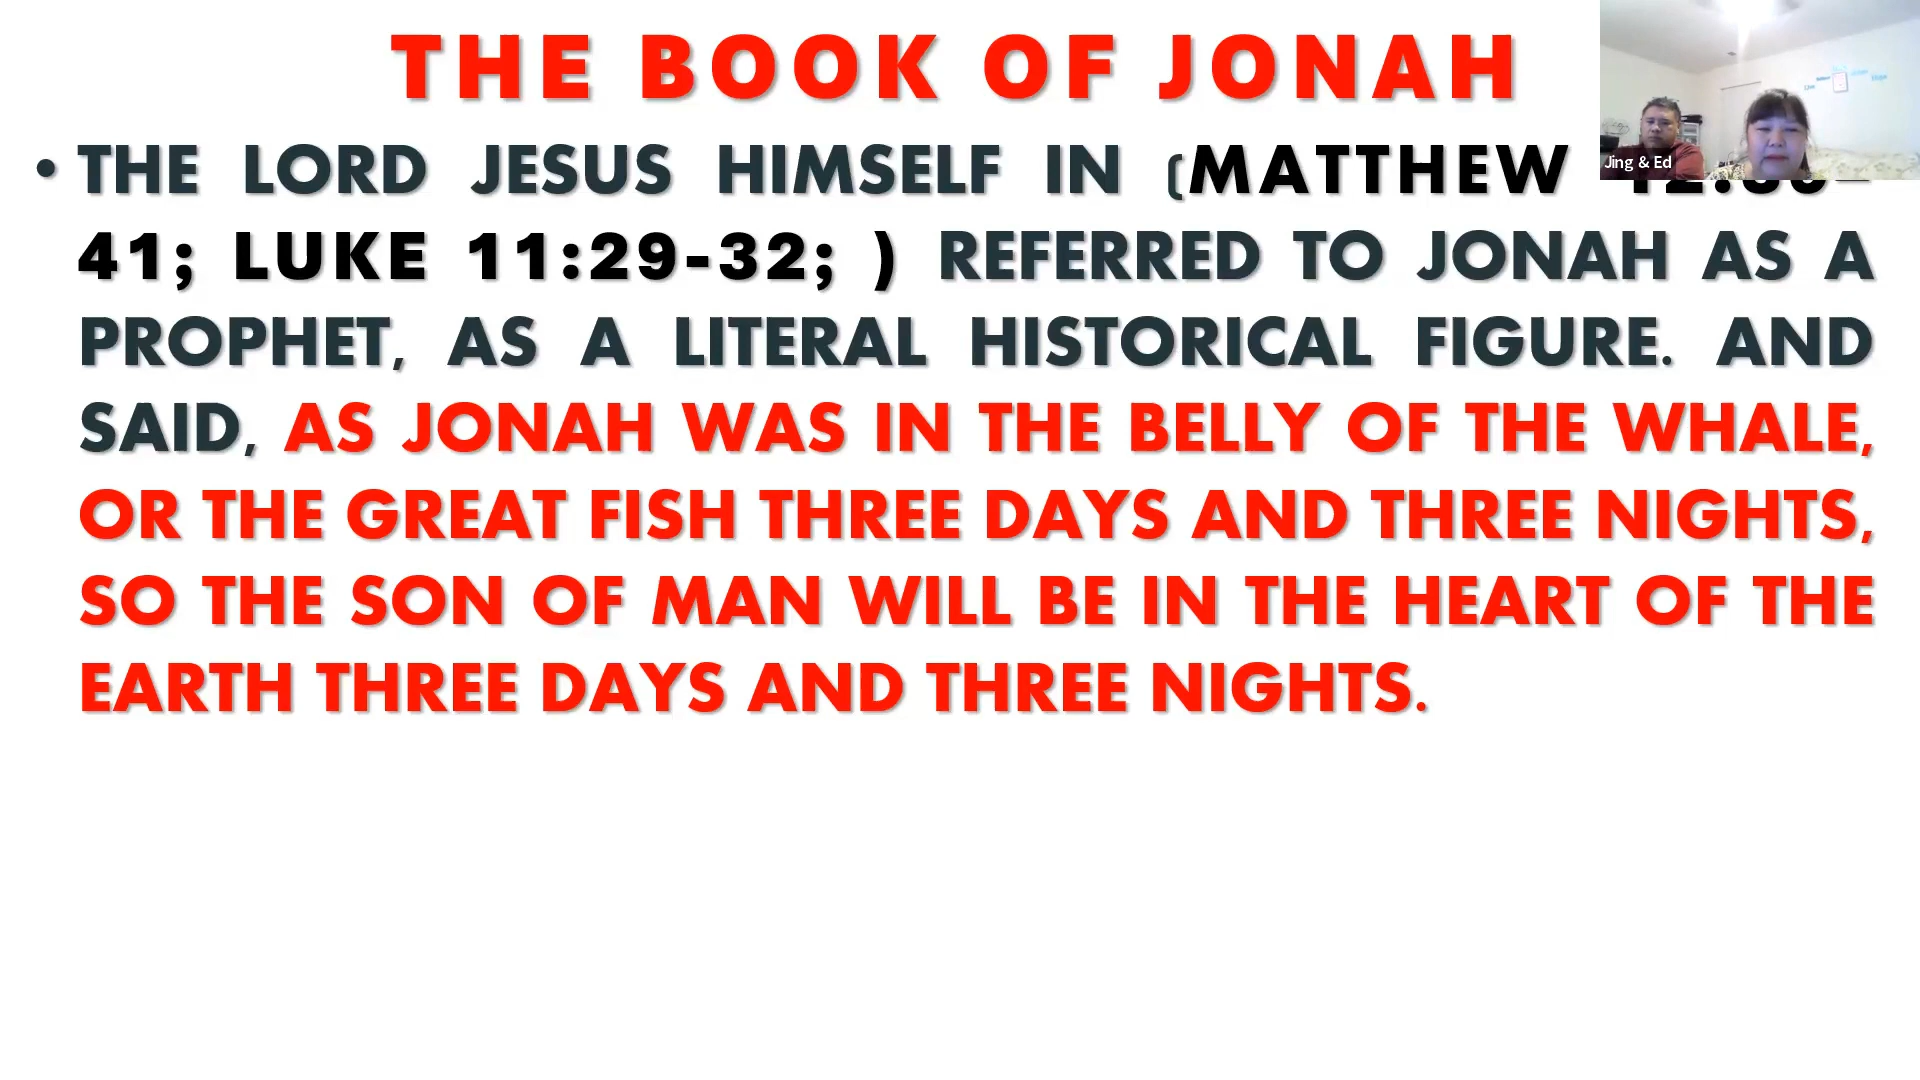 THE BOOK OF JONAH
• THE LORD JESUS HIMSELF IN (MATTHEW
41; LUKE 11:29-32; ) REFERRED TO JONAH AS A
PROPHET, AS A LITERAL HISTORICAL FIGURE. AND
SAID, AS JONAH WAS IN THE BELLY OF THE WHALE,
OR THE GREAT FISH THREE DAYS AND THREE NIGHTS,
SO THE SON OF MAN WILL BE IN THE HEART OF THE
EARTH THREE DAYS AND THREE NIGHTS.
Jing & Ed